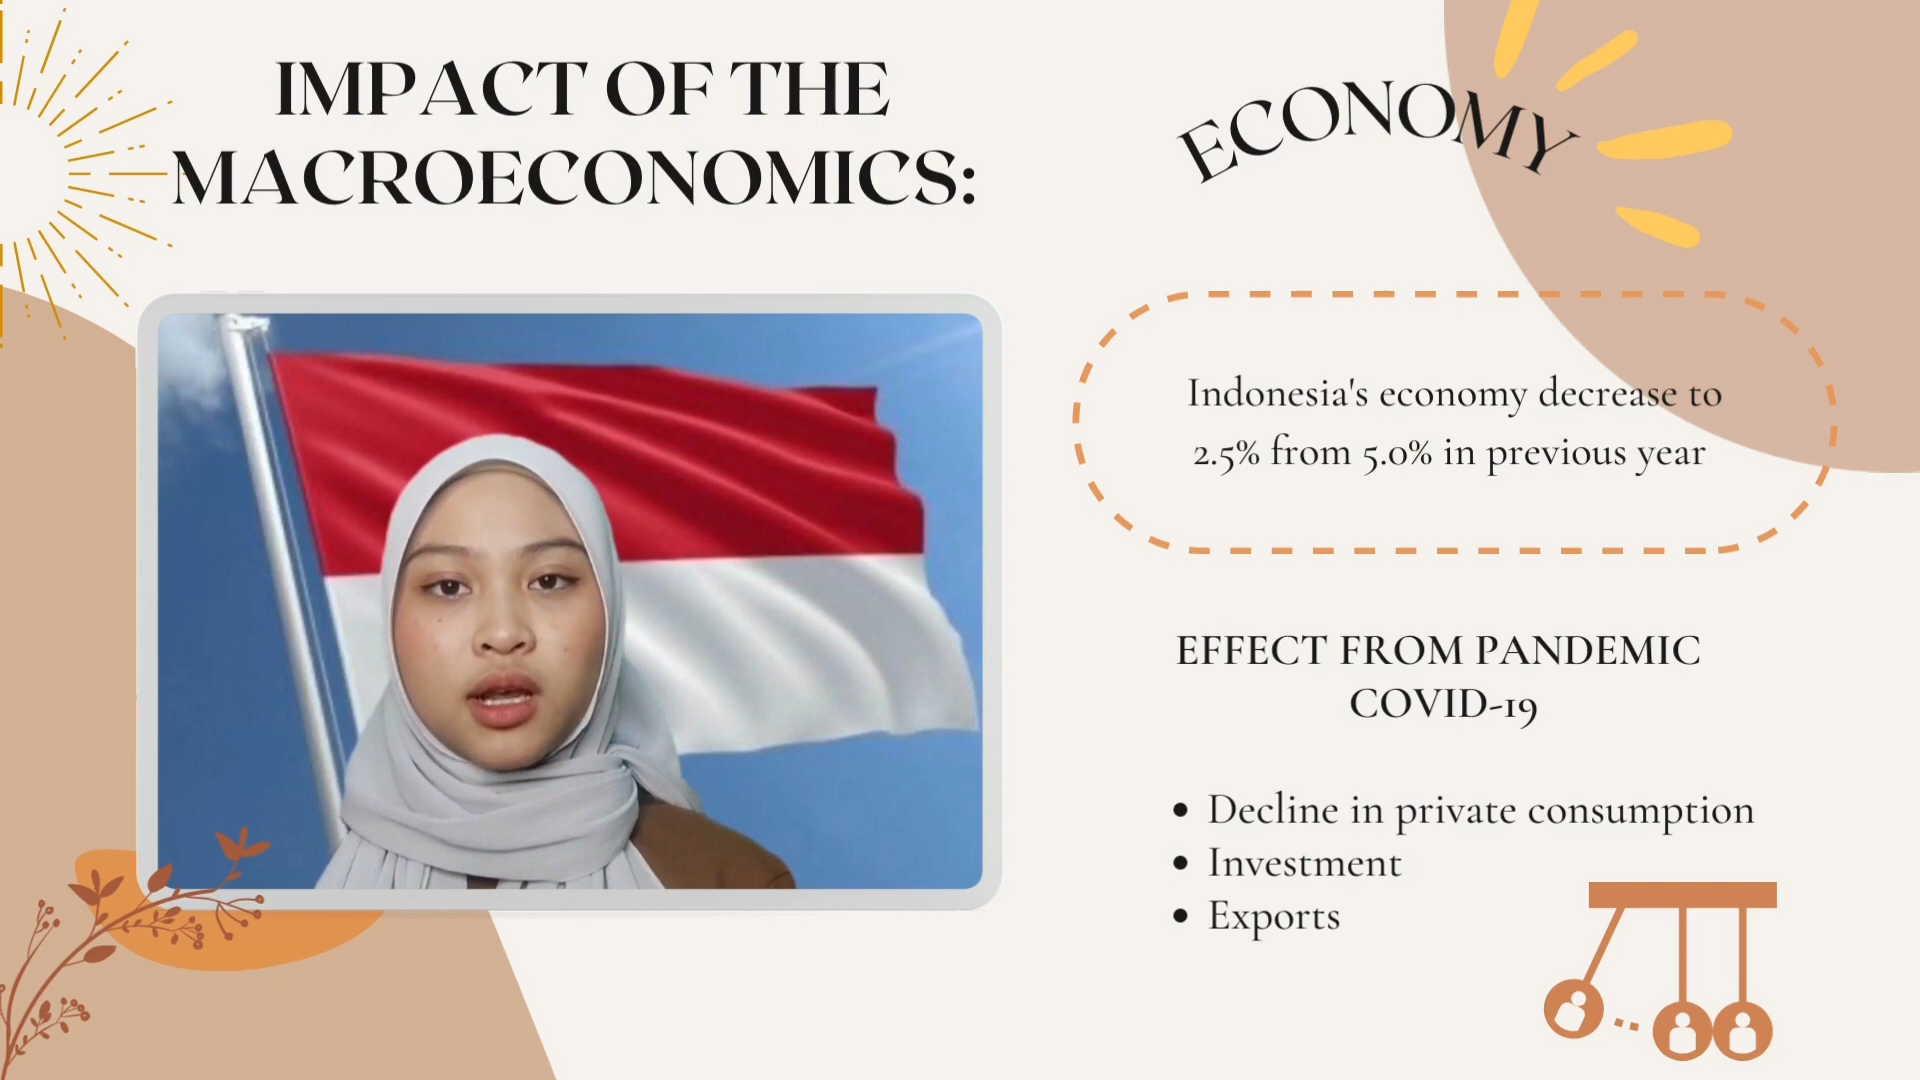 IMPACT OF THE
MACROECONOMICS:
ECONOMY
Indonesia's economy decrease to
2.5% from 5.0% in previous year
EFFECT FROM PANDEMIC
COVID-19
• Decline in private consumption
• Investment
• Exports